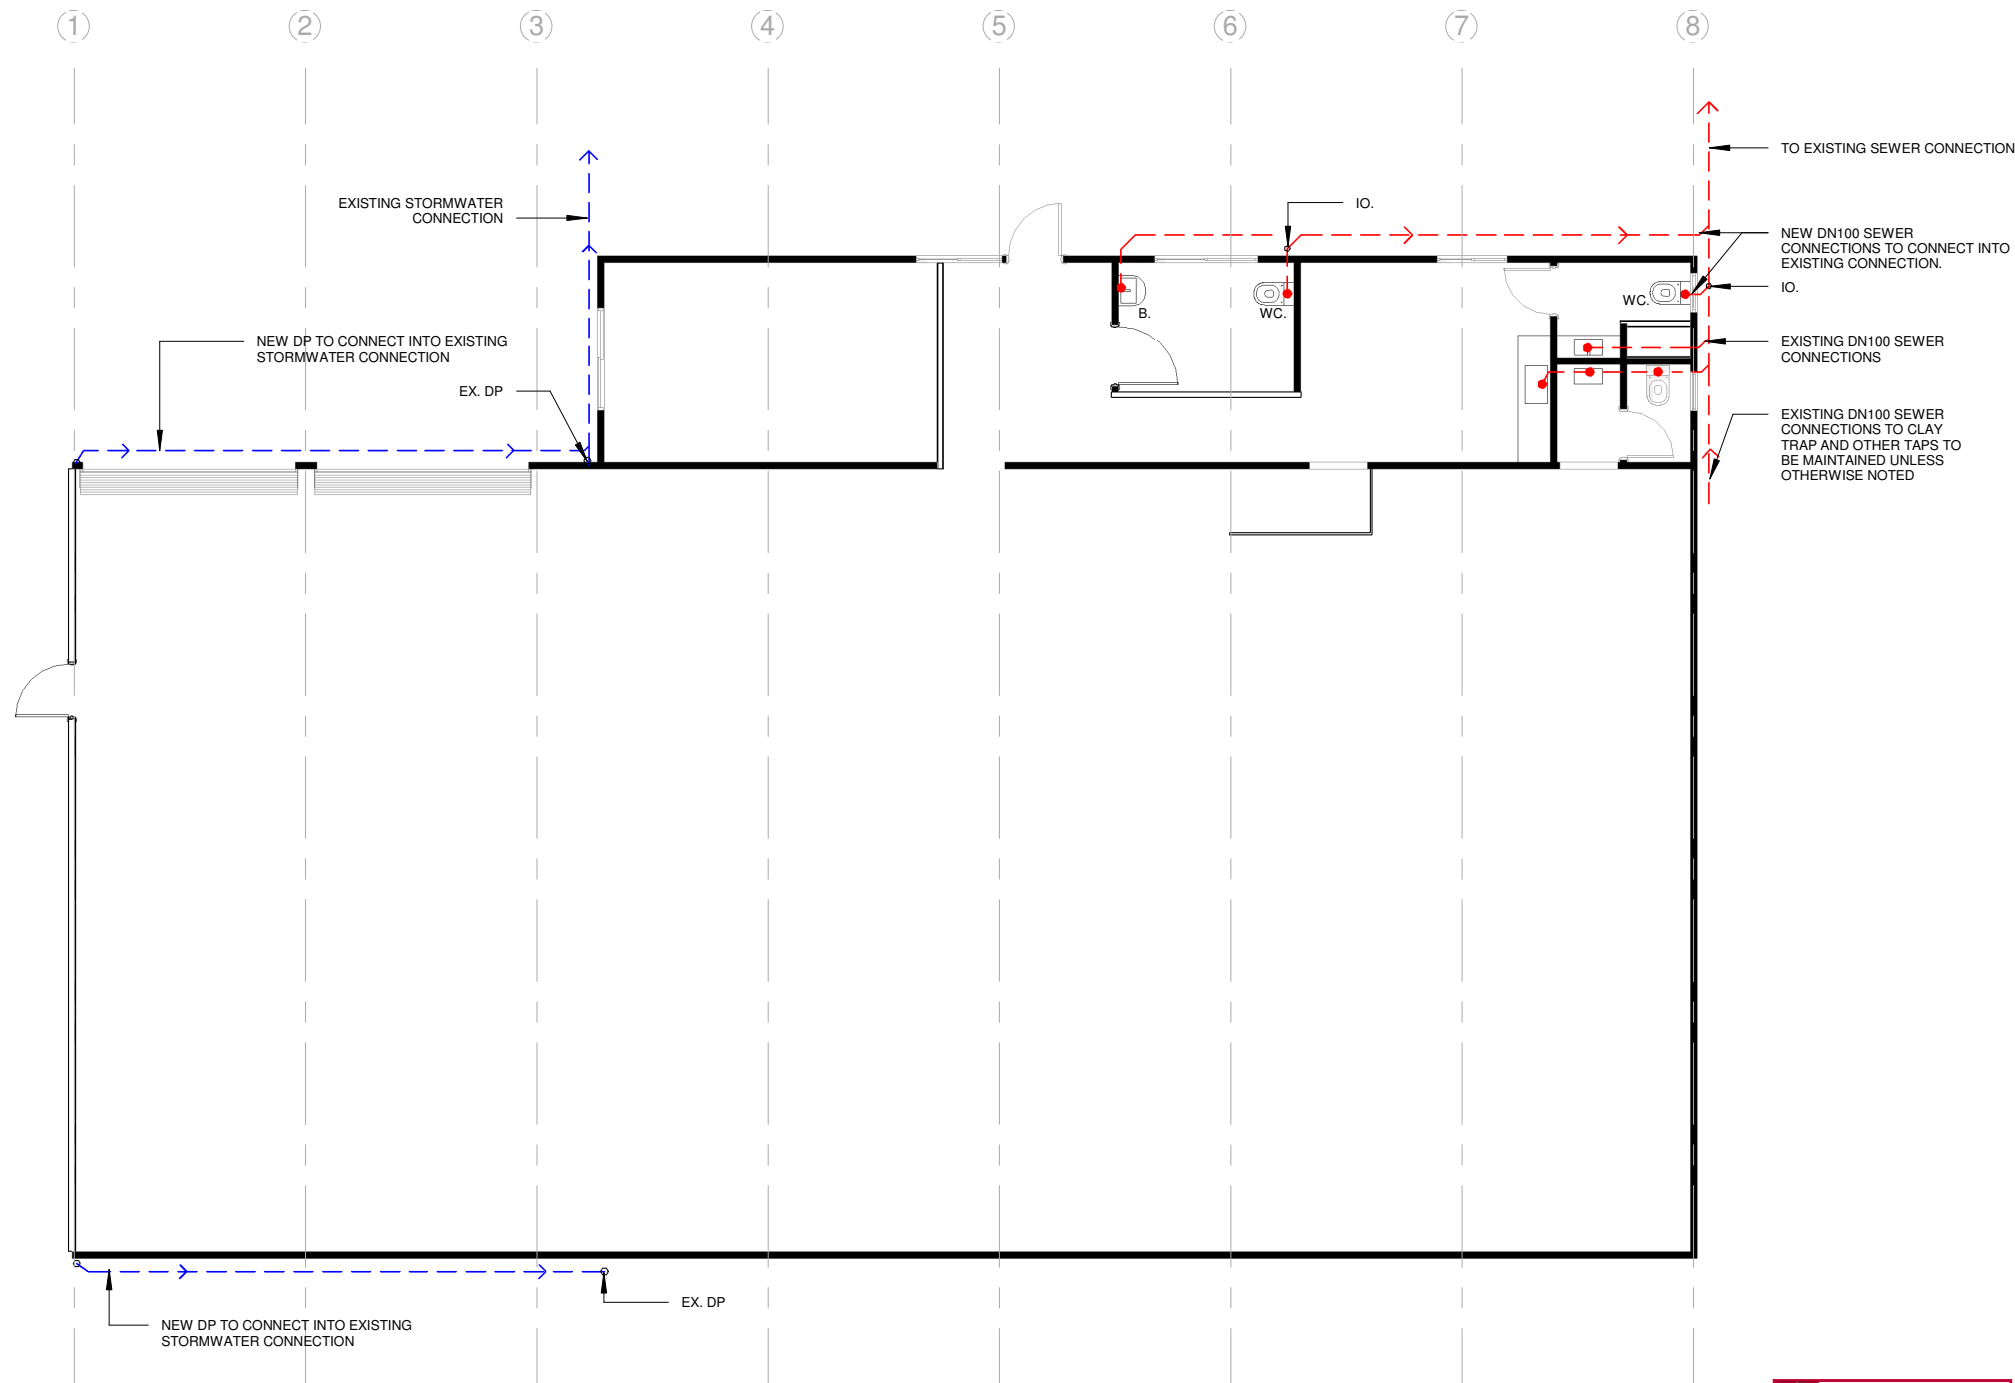 1
2
3
4
5
6
7
8
TO EXISTING SEWER CONNECTION
EXISTING STORMWATER
CONNECTION
IO.
NEW DN100 SEWER
CONNECTIONS TO CONNECT INTO
EXISTING CONNECTION.
IO.
WC.
B.
WC.
NEW DP TO CONNECT INTO EXISTING
STORMWATER CONNECTION
EXISTING DN100 SEWER
CONNECTIONS
EX. DP
EXISTING DN100 SEWER
CONNECTIONS TO CLAY
TRAP AND OTHER TAPS TO
BE MAINTAINED UNLESS
OTHERWISE NOTED
EX. DP
NEW DP TO CONNECT INTO EXISTING
STORMWATER CONNECTION